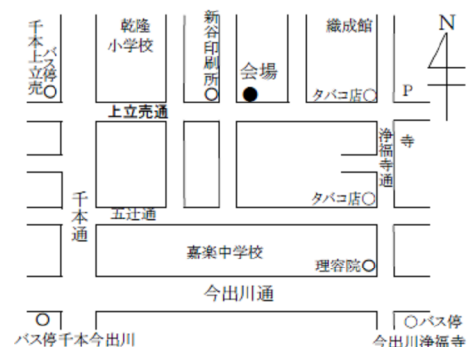 千本上立売
バス停
乾隆
小学校
新谷印刷所
会場
織成館
タバコ店
P
N
上立売通
浄福寺通
寺
千本通
五辻通
タバコ店
嘉楽中学校
理容院
今出川通
バス停千本今出川
バス停
今出川浄福寺